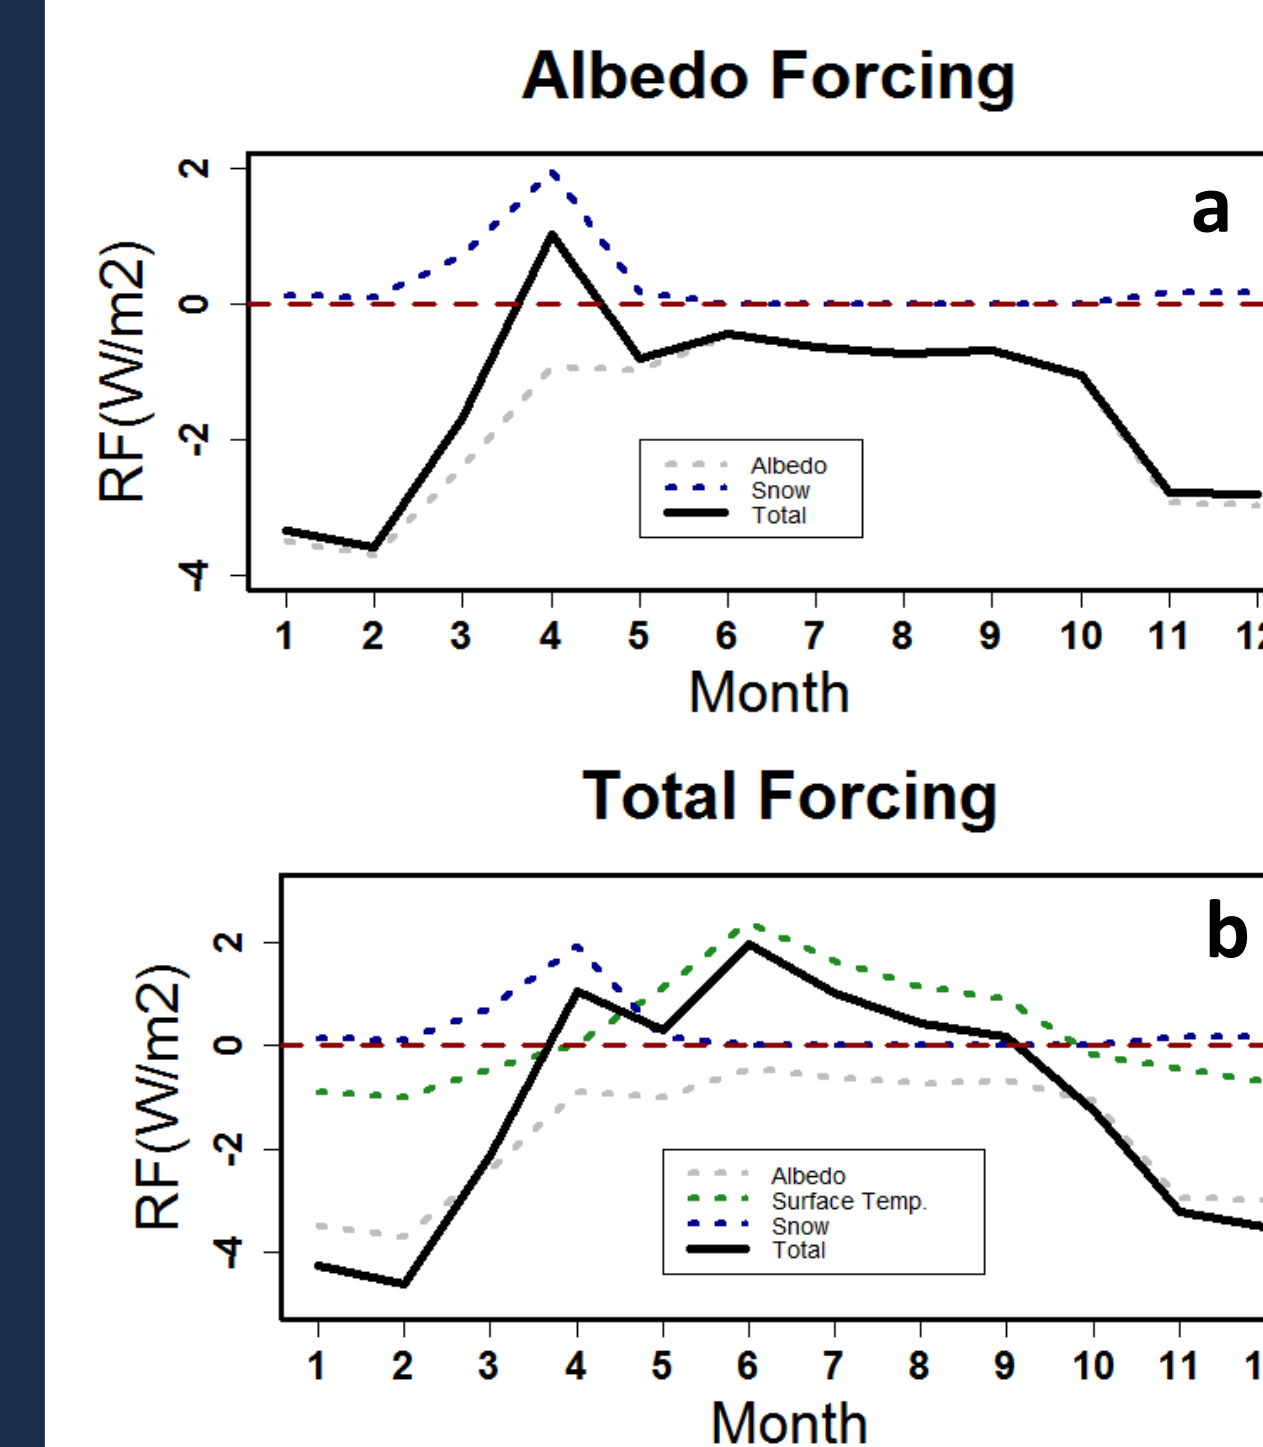 Albedo Forcing
a
RF(W/m2)
2
0
-2
-4
Albedo
Snow
Total
1 2 3 4 5 6 7 8 9 10 11 12
Month
Total Forcing
b
RF(W/m2)
2
0
-2
-4
Albedo
Surface Temp.
Snow
Total
1 2 3 4 5 6 7 8 9 10 11 1
Month